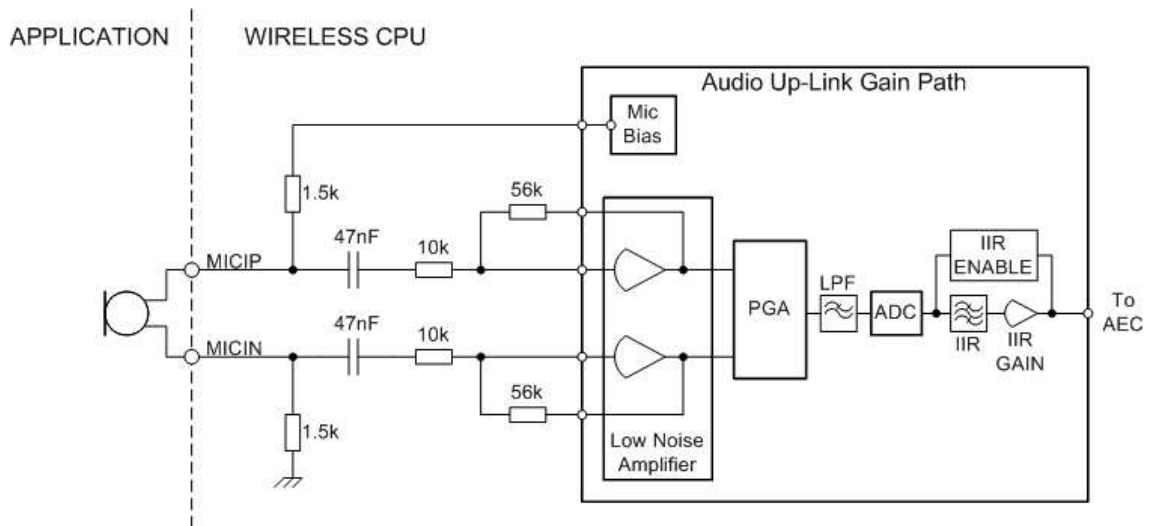 APPLICATION
WIRELESS CPU
Audio Up-Link Gain Path
Mic
Bias
1.5k
56k
47nF
10k
MICIP
IIR
ENABLE
LPF
PGA
ADC
To
AEC
47nF
10k
MICIN
IIR
IIR
GAIN
56k
1.5k
Low Noise
Amplifier